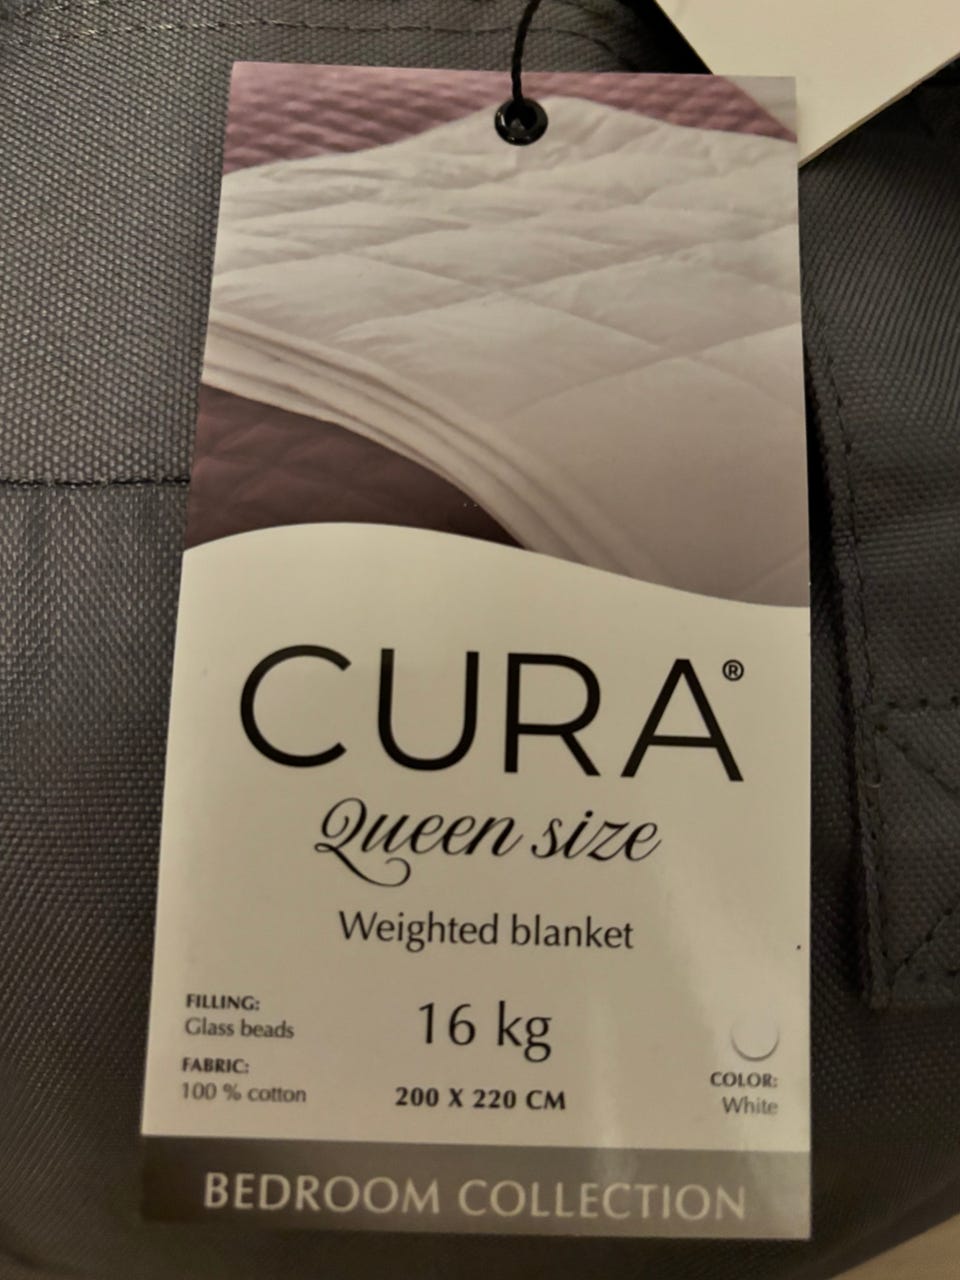 CURA®
Queen size
Weighted blanket
FILLING:
Glass beads
FABRIC:
100 % cotton
16 kg
200 X 220 CM
COLOR:
White
BEDROOM COLLECTION